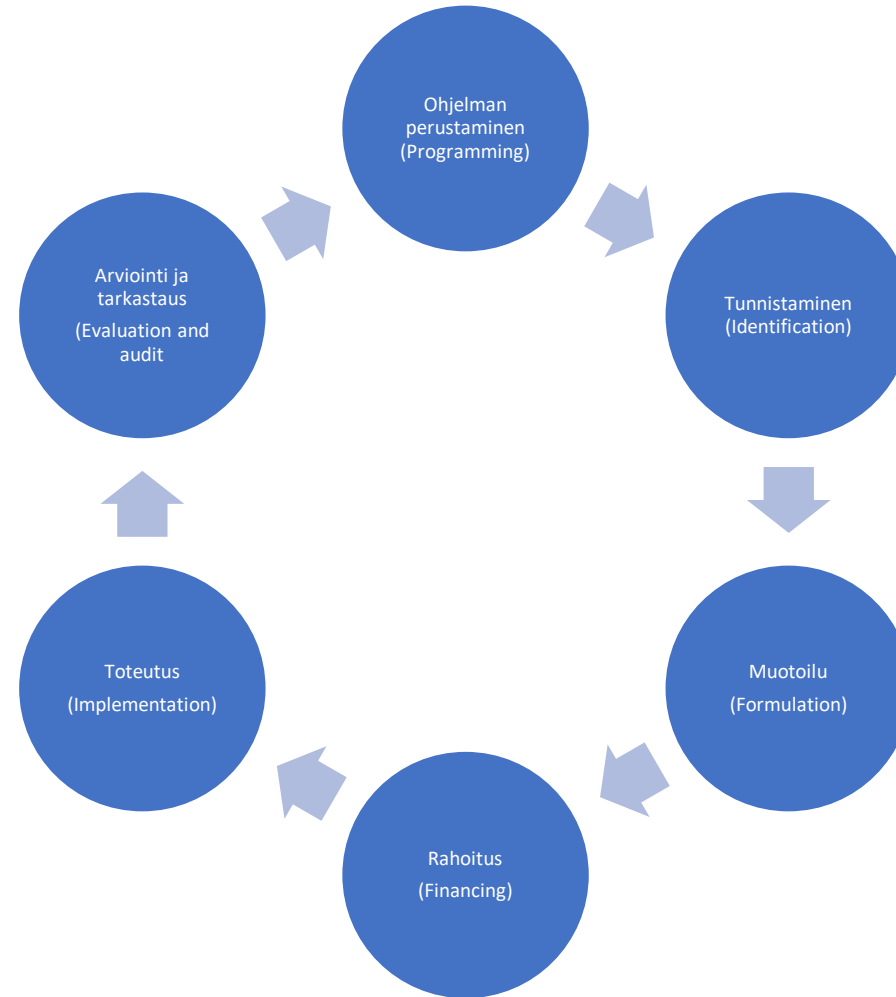 Ohjelman
perustaminen
(Programming)
Tunnistaminen
(Identification)
Muotoilu
(Formulation)
Rahoitus
(Financing)
Toteutus
(Implementation)
Arviointi ja
tarkastaus
(Evaluation and
audit